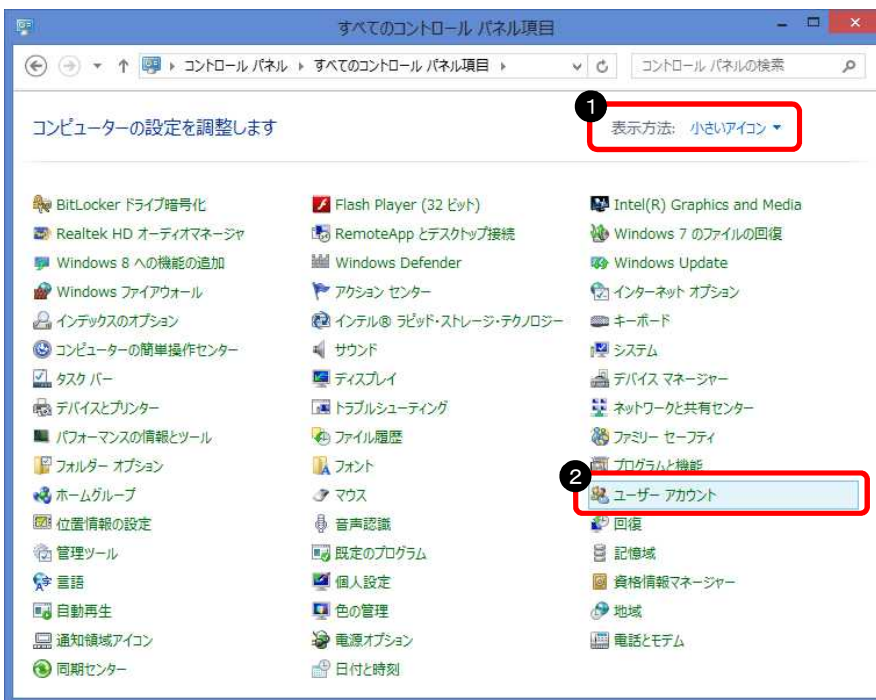 すべてのコントロール パネル項目
コントロール パネル ▸ すべてのコントロール パネル項目 ▸
コントロール パネルの検索
コンピューターの設定を調整します
1
表示方法: 小さいアイコン
BitLocker ドライブ暗号化
Flash Player (32 ビット)
Intel(R) Graphics and Media
Realtek HD オーディオマネージャ
RemoteApp とデスクトップ接続
Windows 7 のファイルの回復
Windows 8 への機能の追加
Windows Defender
Windows Update
Windows ファイアウォール
アクション センター
インターネット オプション
インデックスのオプション
インテル® ラピッド・ストレージ・テクノロジー
キーボード
コンピューターの簡単操作センター
サウンド
システム
タスク バー
ディスプレイ
デバイス マネージャー
デバイスとプリンター
トラブルシューティング
ネットワークと共有センター
パフォーマンスの情報とツール
ファイル履歴
ファミリー セーフティ
フォルダー オプション
フォント
プログラムと機能
2
ホームグループ
マウス
ユーザー アカウント
位置情報の設定
音声認識
回復
管理ツール
既定のプログラム
記憶域
言語
個人設定
資格情報マネージャー
自動再生
色の管理
地域
通知領域アイコン
電源オプション
電話とモデム
同期センター
日付と時刻